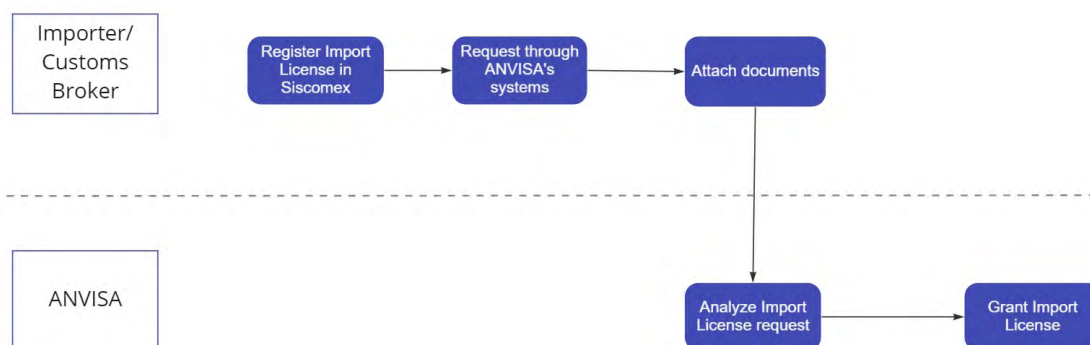 Importer/
Customs
Broker
Register Import
License in
Siscomex
Request through
ANVISA's
systems
Attach documents
ANVISA
Analyze Import
License request
Grant Import
License